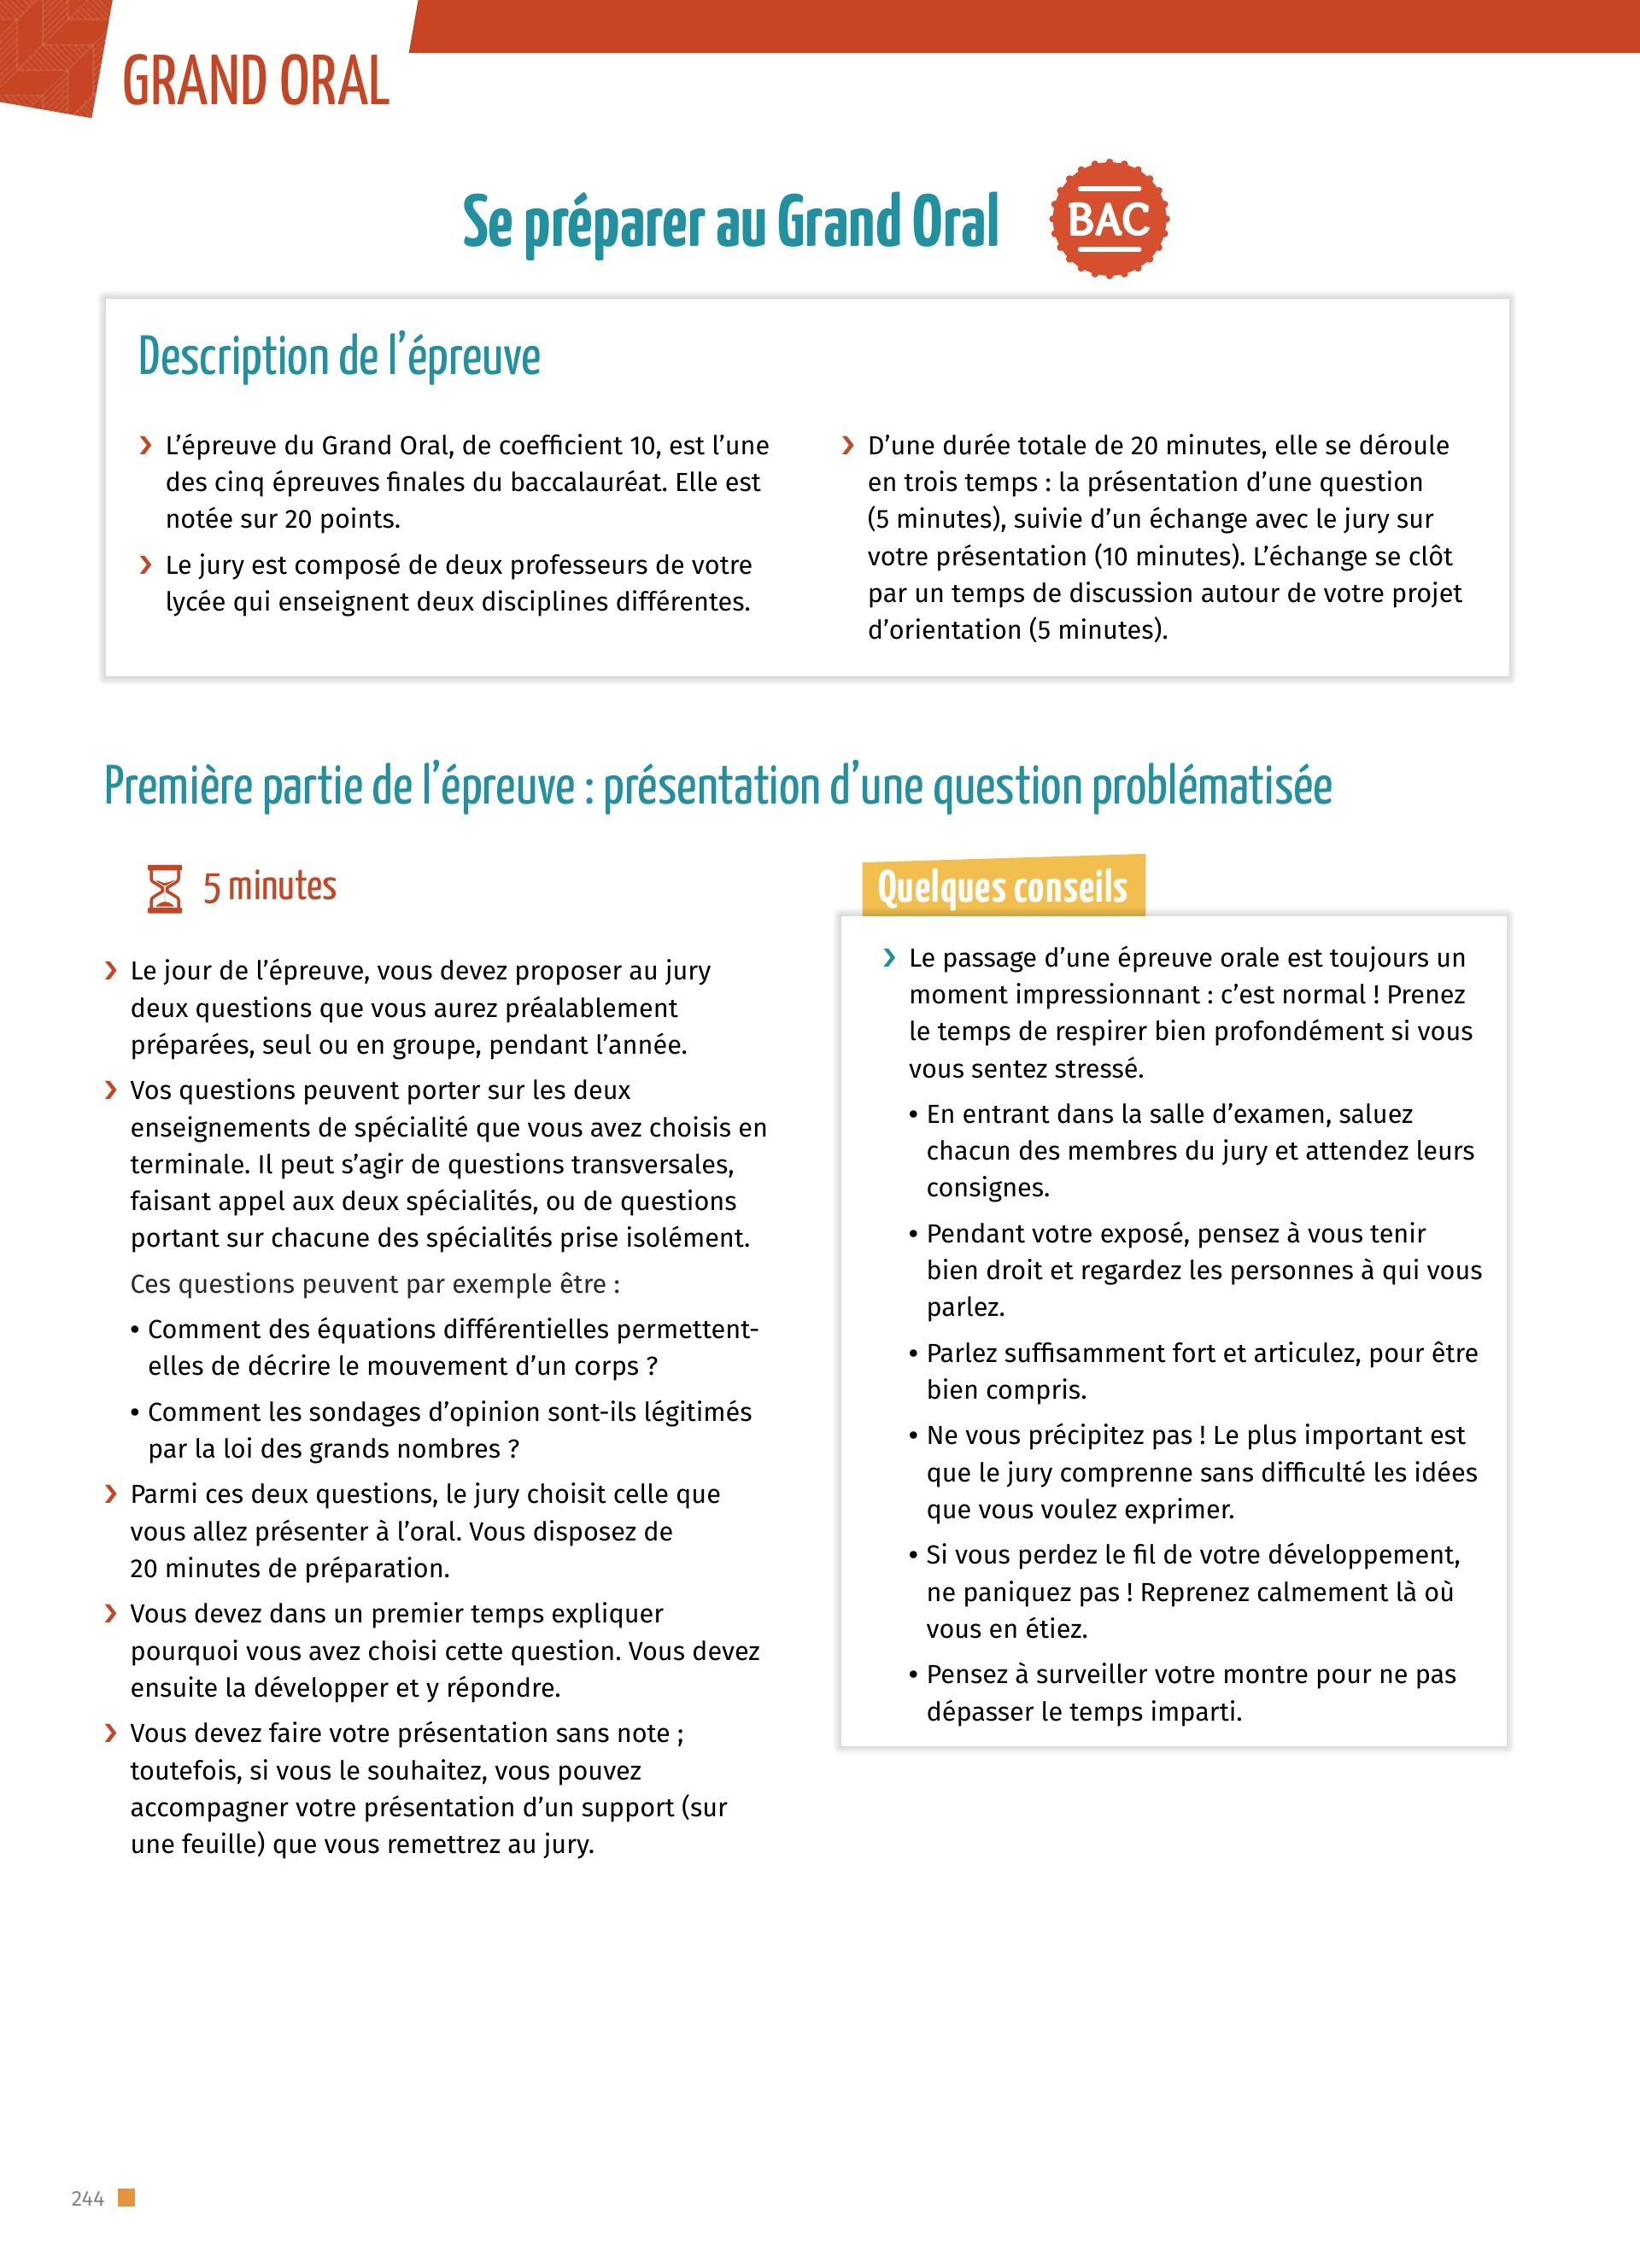 GRAND ORAL
Se préparer au Grand Oral
BAC
Description de l’épreuve
❯ L’épreuve du Grand Oral, de coefficient 10, est l’une
des cinq épreuves finales du baccalauréat. Elle est
notée sur 20 points.
❯ Le jury est composé de deux professeurs de votre
lycée qui enseignent deux disciplines différentes.
❯ D’une durée totale de 20 minutes, elle se déroule
en trois temps : la présentation d’une question
(5 minutes), suivie d’un échange avec le jury sur
votre présentation (10 minutes). L’échange se clôt
par un temps de discussion autour de votre projet
d’orientation (5 minutes).
Première partie de l’épreuve : présentation d’une question problématisée
5 minutes
❯ Le jour de l’épreuve, vous devez proposer au jury
deux questions que vous aurez préalablement
préparées, seul ou en groupe, pendant l’année.
❯ Vos questions peuvent porter sur les deux
enseignements de spécialité que vous avez choisis en
terminale. Il peut s’agir de questions transversales,
faisant appel aux deux spécialités, ou de questions
portant sur chacune des spécialités prise isolément.
Ces questions peuvent par exemple être :
• Comment des équations différentielles permettent-
elles de décrire le mouvement d’un corps ?
• Comment les sondages d’opinion sont-ils légitimés
par la loi des grands nombres ?
❯ Parmi ces deux questions, le jury choisit celle que
vous allez présenter à l’oral. Vous disposez de
20 minutes de préparation.
❯ Vous devez dans un premier temps expliquer
pourquoi vous avez choisi cette question. Vous devez
ensuite la développer et y répondre.
❯ Vous devez faire votre présentation sans note ;
toutefois, si vous le souhaitez, vous pouvez
accompagner votre présentation d’un support (sur
une feuille) que vous remettrez au jury.
Quelques conseils
❯ Le passage d’une épreuve orale est toujours un
moment impressionnant : c’est normal ! Prenez
le temps de respirer bien profondément si vous
vous sentez stressé.
• En entrant dans la salle d’examen, saluez
chacun des membres du jury et attendez leurs
consignes.
• Pendant votre exposé, pensez à vous tenir
bien droit et regardez les personnes à qui vous
parlez.
• Parlez suffisamment fort et articulez, pour être
bien compris.
• Ne vous précipitez pas ! Le plus important est
que le jury comprenne sans difficulté les idées
que vous voulez exprimer.
• Si vous perdez le fil de votre développement,
ne paniquez pas ! Reprenez calmement là où
vous en étiez.
• Pensez à surveiller votre montre pour ne pas
dépasser le temps imparti.
244